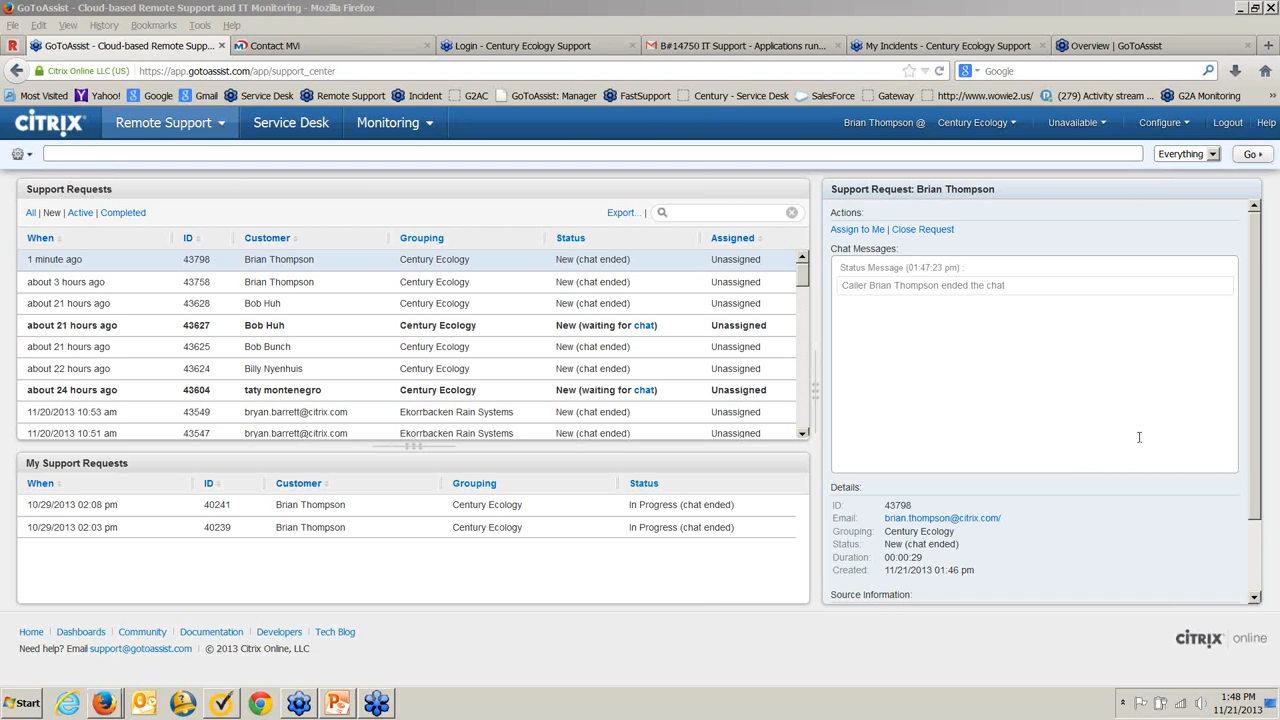 GoToAssist - Cloud-based Remote Support and IT Monitoring - Mozilla Firefox
File Edit View History Bookmarks Tools Help
GoToAssist - Cloud-based Remote Supp... Contact MVi Login - Century Ecology Support B#14750 IT Support - Applications run... My Incidents - Century Ecology Support Overview | GoToAssist
Citrix Online LLC (US) https://app.gotoassist.com/app/support_center Google
Most Visited Yahoo! Google Gmail Service Desk Remote Support Incident G2AC GoToAssist: Manager FastSupport Century - Service Desk SalesForce Gateway http://www.wowie2.us/ (279) Activity stream ... G2A Monitoring
CITRIX Remote Support Service Desk Monitoring Brian Thompson @ Century Ecology Unavailable Configure Logout Help
Everything Go
Support Requests
All | New | Active | Completed Export... |
When ID Customer Grouping Status Assigned
1 minute ago 43798 Brian Thompson Century Ecology New (chat ended) Unassigned
about 3 hours ago 43758 Brian Thompson Century Ecology New (chat ended) Unassigned
about 21 hours ago 43628 Bob Huh Century Ecology New (chat ended) Unassigned
about 21 hours ago 43627 Bob Huh Century Ecology New (waiting for chat) Unassigned
about 21 hours ago 43625 Bob Bunch Century Ecology New (chat ended) Unassigned
about 22 hours ago 43624 Billy Nyenhuis Century Ecology New (chat ended) Unassigned
about 24 hours ago 43604 taty montenegro Century Ecology New (waiting for chat) Unassigned
11/20/2013 10:53 am 43549 bryan.barrett@citrix.com Ekorrbacken Rain Systems New (chat ended) Unassigned
11/20/2013 10:51 am 43547 bryan.barrett@citrix.com Ekorrbacken Rain Systems New (chat ended) Unassigned
My Support Requests
When ID Customer Grouping Status
10/29/2013 02:08 pm 40241 Brian Thompson Century Ecology In Progress (chat ended)
10/29/2013 02:03 pm 40239 Brian Thompson Century Ecology In Progress (chat ended)
Support Request: Brian Thompson
Actions:
Assign to Me | Close Request
Chat Messages:
Status Message (01:47:23 pm) :
Caller Brian Thompson ended the chat
Details:
ID: 43798
Email: brian.thompson@citrix.com/
Grouping: Century Ecology
Status: New (chat ended)
Duration: 00:00:29
Created: 11/21/2013 01:46 pm
Source Information:
Home | Dashboards | Community | Documentation | Developers | Tech Blog
Need help? Email support@gotoassist.com | © 2013 Citrix Online, LLC
CITRIX online
Start
1:48 PM
11/21/2013